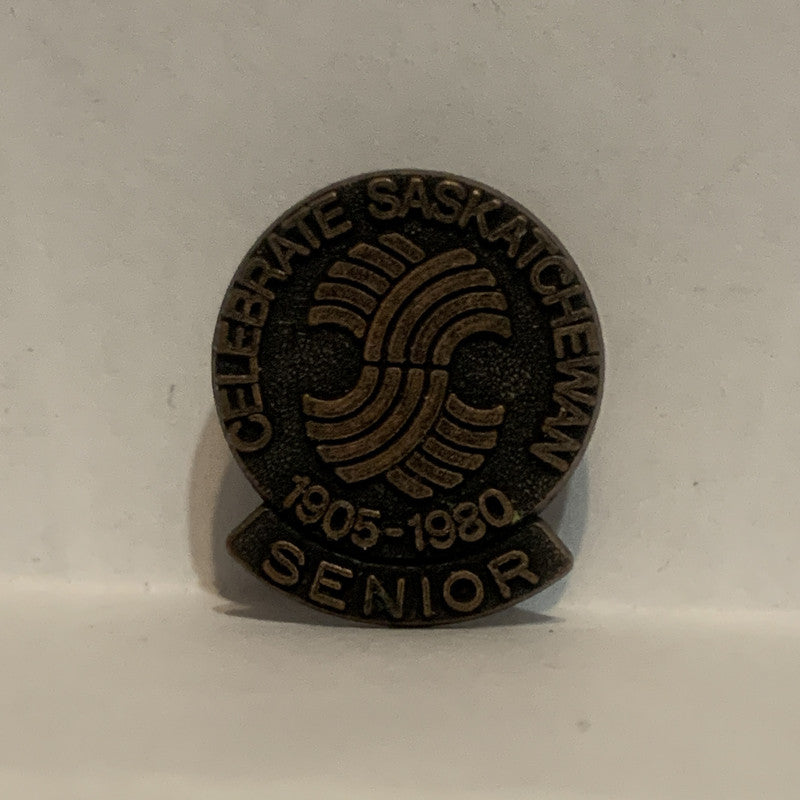 CELEBRATE SASKATCHEWAN
1905-1980
SENIOR